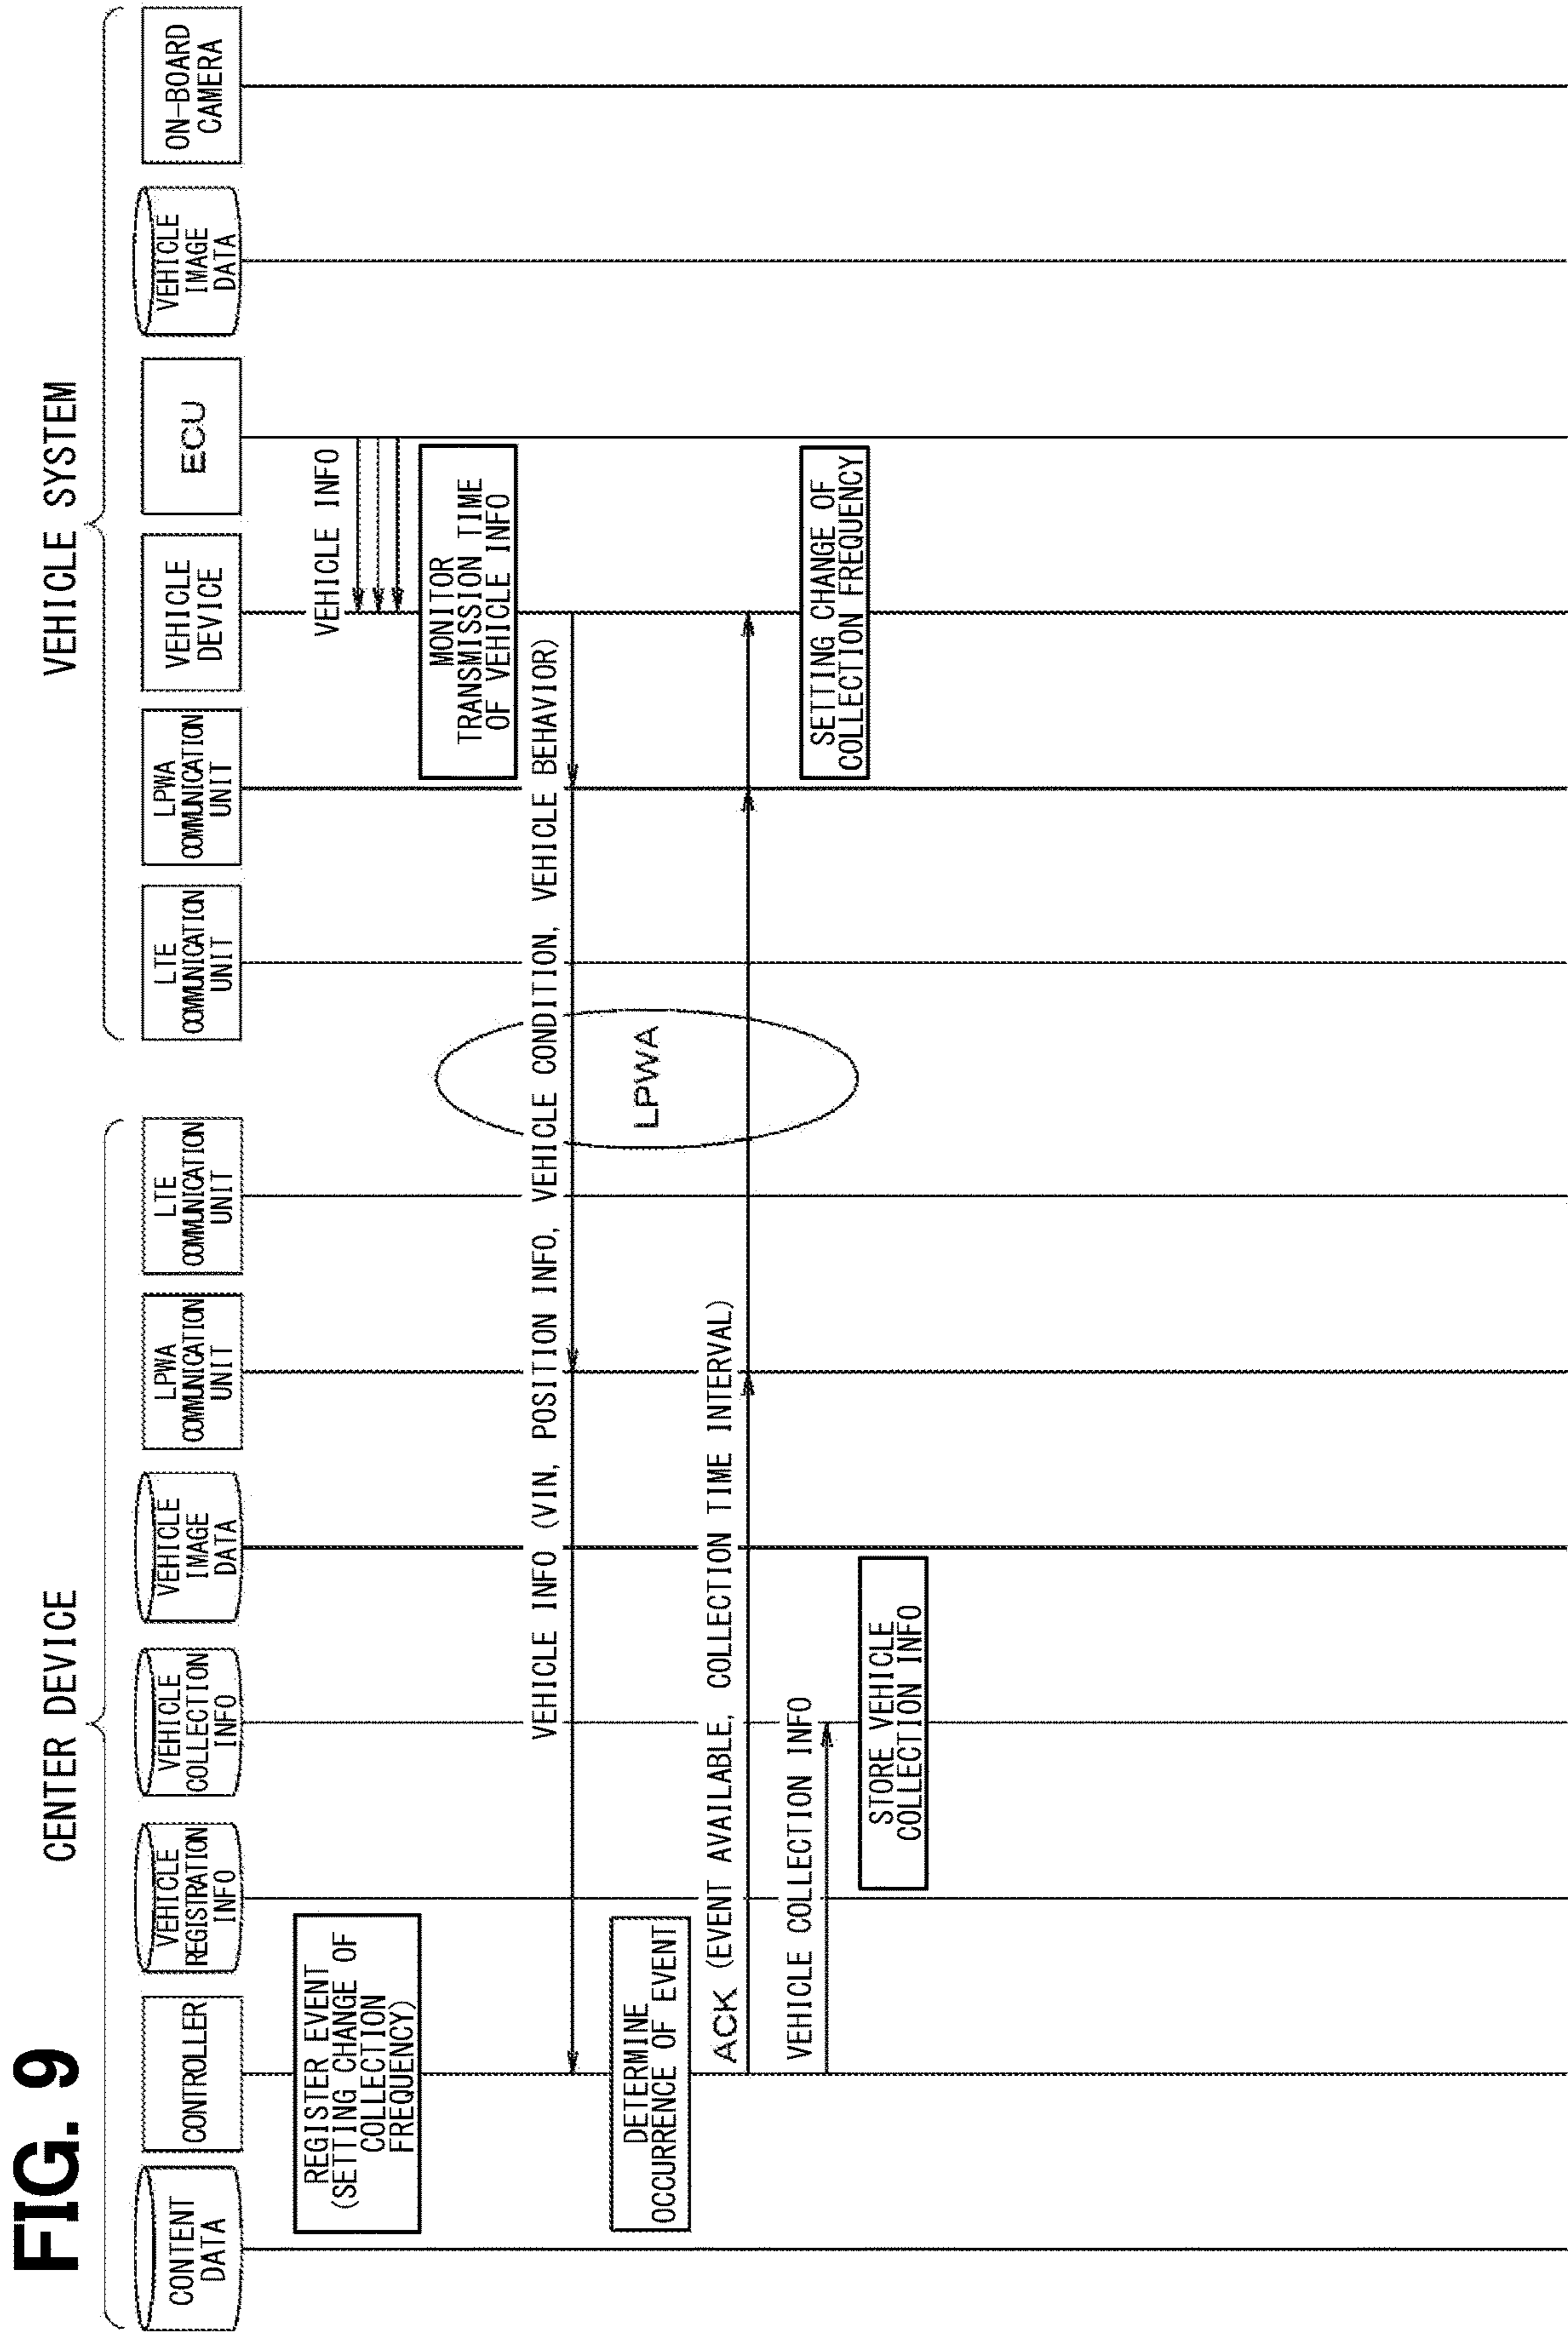 FIG. 9
CENTER DEVICE
VEHICLE SYSTEM
CONTENT
DATA
CONTROLLER
VEHICLE
REGISTRATION
INFO
VEHICLE
COLLECTION
INFO
VEHICLE
IMAGE
DATA
LPWA
COMMUNICATION
UNIT
LTE
COMMUNICATION
UNIT
LTE
COMMUNICATION
UNIT
LPWA
COMMUNICATION
UNIT
VEHICLE
DEVICE
ECU
VEHICLE
IMAGE
DATA
ON-BOARD
CAMERA
REGISTER EVENT
(SETTING CHANGE OF
COLLECTION
FREQUENCY)
VEHICLE INFO
MONITOR
TRANSMISSION TIME
OF VEHICLE INFO
VEHICLE INFO (VIN, POSITION INFO, VEHICLE CONDITION, VEHICLE BEHAVIOR)
LPWA
DETERMINE
OCCURRENCE OF EVENT
ACK (EVENT AVAILABLE, COLLECTION TIME INTERVAL)
VEHICLE COLLECTION INFO
SETTING CHANGE OF
COLLECTION FREQUENCY
STORE VEHICLE
COLLECTION INFO